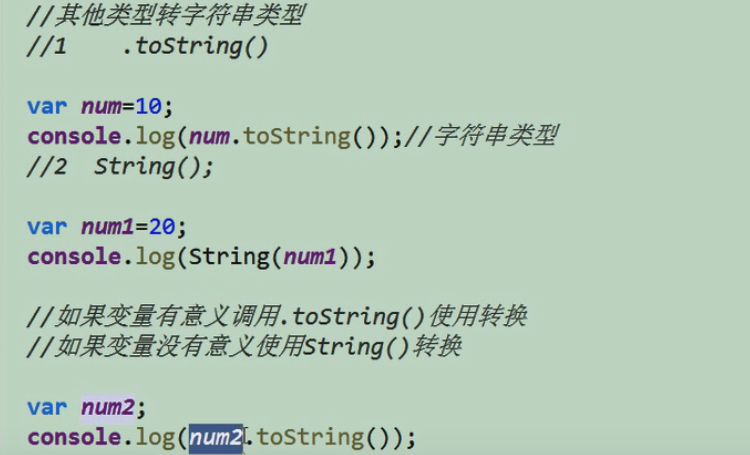 //其他类型转字符串类型
//1    .toString()
var num=10;
console.log(num.toString());//字符串类型
//2  String();
var num1=20;
console.log(String(num1));
//如果变量有意义调用.toString()使用转换
//如果变量没有意义使用String()转换
var num2;
console.log(num2.toString());